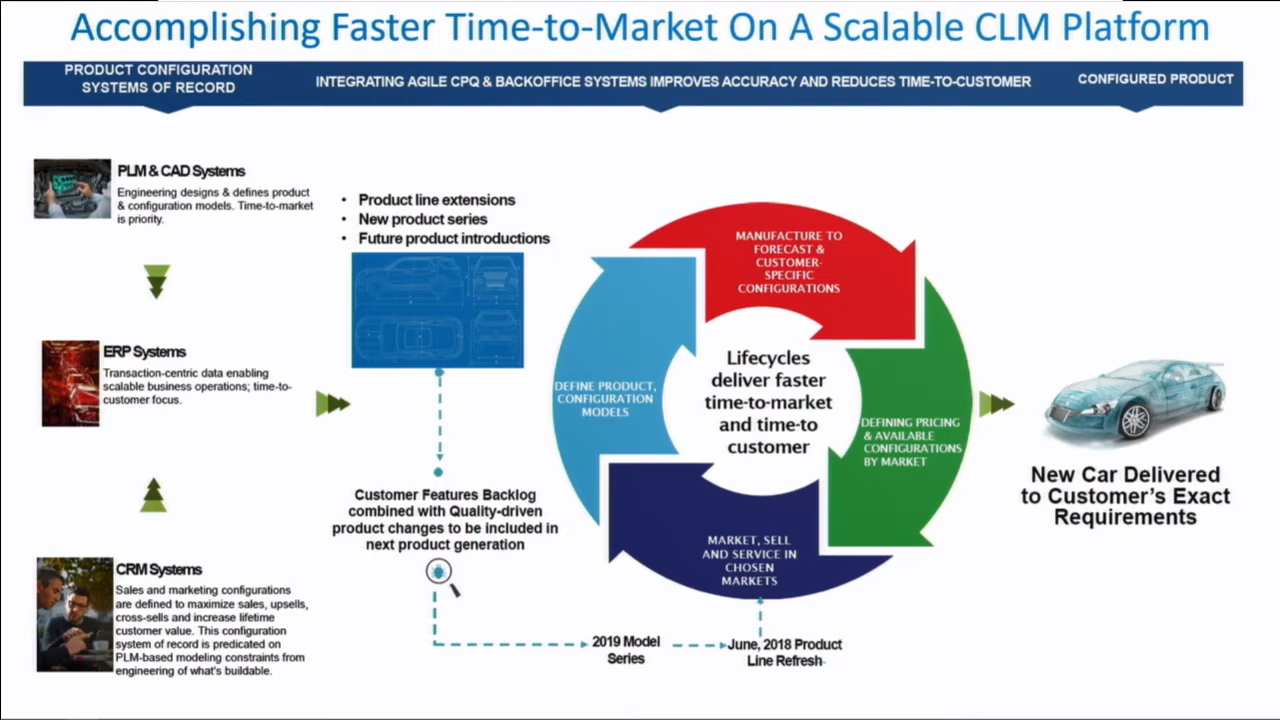 Accomplishing Faster Time-to-Market On A Scalable CLM Platform
PRODUCT CONFIGURATION
SYSTEMS OF RECORD
INTEGRATING AGILE CPQ & BACKOFFICE SYSTEMS IMPROVES ACCURACY AND REDUCES TIME-TO-CUSTOMER
CONFIGURED PRODUCT
PLM & CAD Systems
Engineering designs & defines product
& configuration models. Time-to-market
is priority.
ERP Systems
Transaction-centric data enabling
scalable business operations; time-to-
customer focus.
CRM Systems
Sales and marketing configurations
are defined to maximize sales, upsells,
cross-sells and increase lifetime
customer value. This configuration
system of record is predicated on
PLM-based modeling constraints from
engineering of what's buildable.
• Product line extensions
• New product series
• Future product introductions
Customer Features Backlog
combined with Quality-driven
product changes to be included in
next product generation
2019 Model
Series
June, 2018 Product
Line Refresh
MANUFACTURE TO
FORECAST &
CUSTOMER-
SPECIFIC
CONFIGURATIONS
DEFINE PRODUCT,
CONFIGURATION
MODELS
Lifecycles
deliver faster
time-to-market
and time-to
customer
DEFINING PRICING
& AVAILABLE
CONFIGURATIONS
BY MARKET
MARKET, SELL
AND SERVICE IN
CHOSEN
MARKETS
New Car Delivered
to Customer's Exact
Requirements